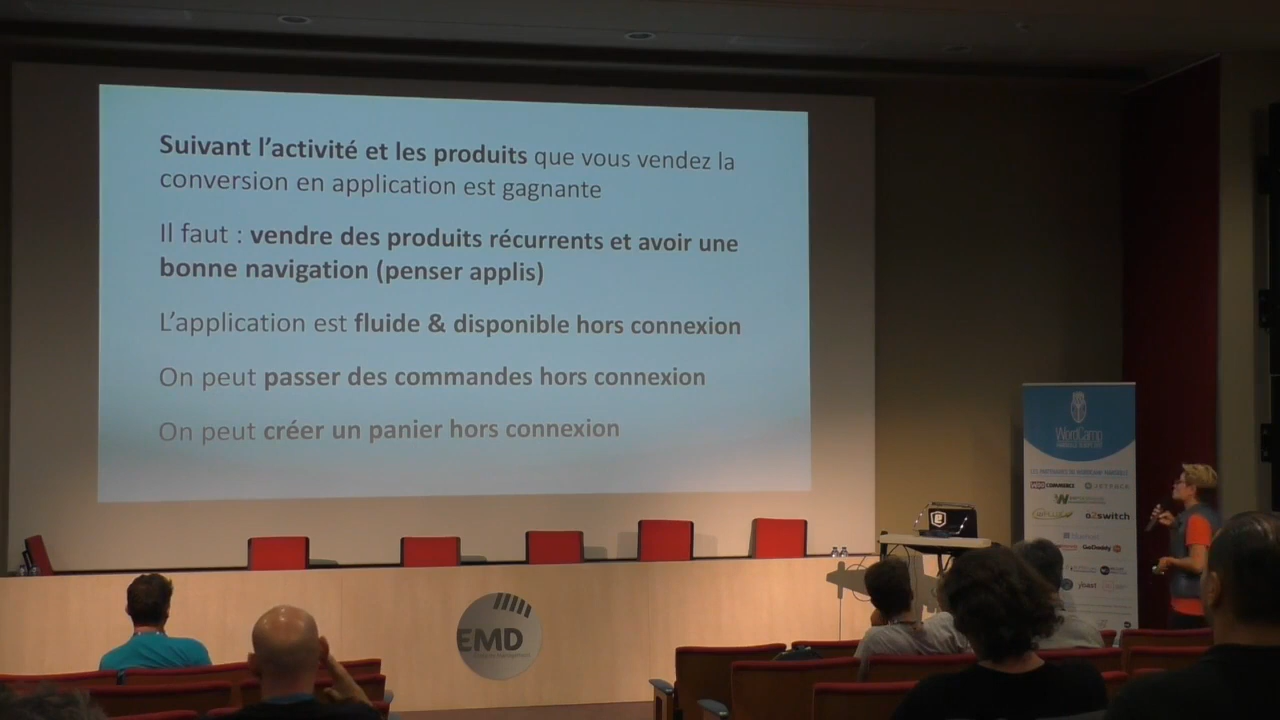 Suivant l’activité et les produits que vous vendez la
conversion en application est gagnante
Il faut : vendre des produits récurrents et avoir une
bonne navigation (penser applis)
L’application est fluide & disponible hors connexion
On peut passer des commandes hors connexion
On peut créer un panier hors connexion
WordCamp
WOO COMMERCE
JETPACK
o2switch
GoDaddy
EMD